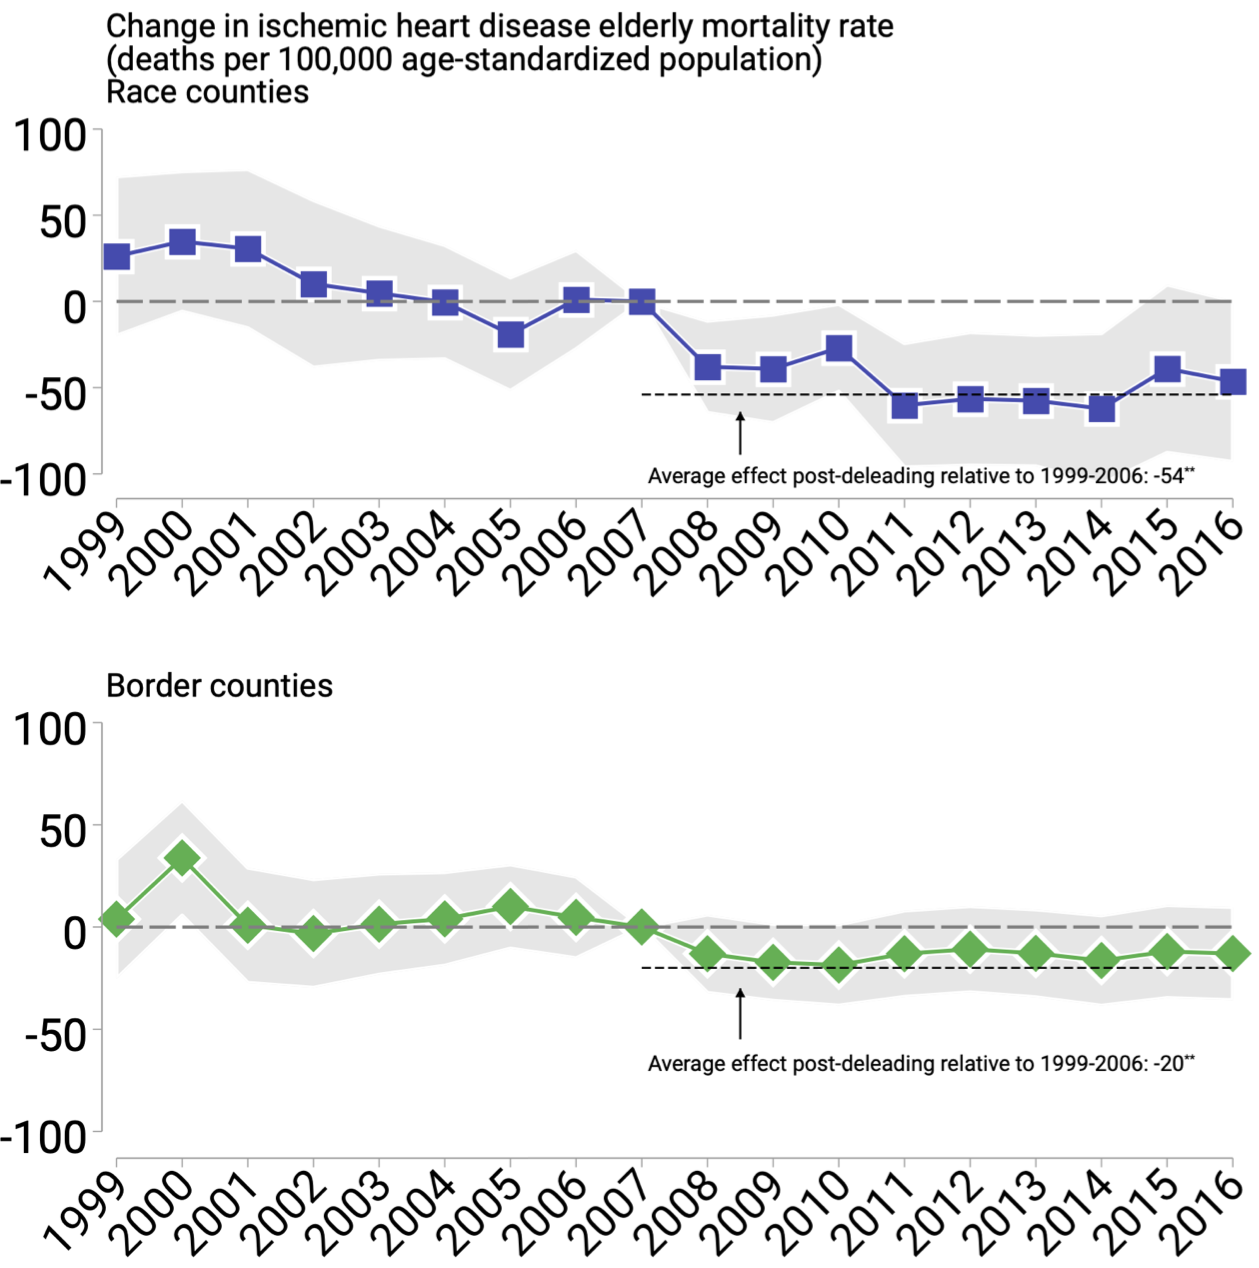 Change in ischemic heart disease elderly mortality rate
(deaths per 100,000 age-standardized population)
Race counties
100
50
0
-50
-100
Average effect post-deleading relative to 1999-2006: -54**
1999 2000 2001 2002 2003 2004 2005 2006 2007 2008 2009 2010 2011 2012 2013 2014 2015 2016
Border counties
100
50
0
-50
-100
Average effect post-deleading relative to 1999-2006: -20**
1999 2000 2001 2002 2003 2004 2005 2006 2007 2008 2009 2010 2011 2012 2013 2014 2015 2016